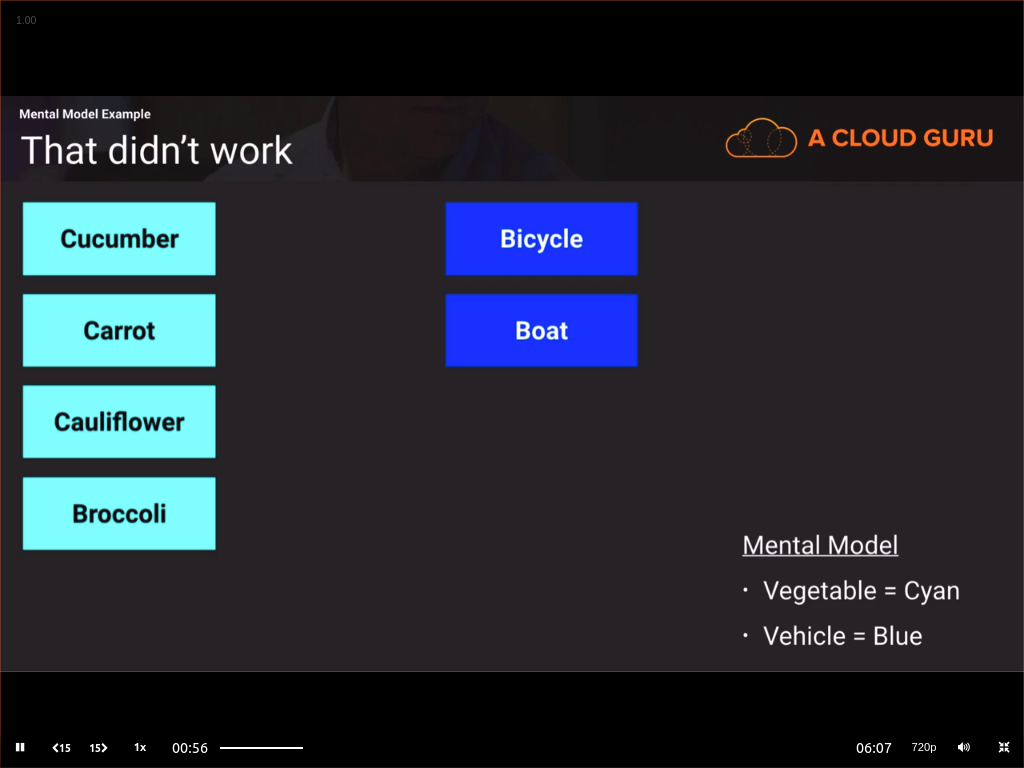 1.00
Mental Model Example
That didn't work
A CLOUD GURU
Cucumber
Bicycle
Carrot
Boat
Cauliflower
Broccoli
Mental Model
· Vegetable = Cyan
· Vehicle = Blue
15 15 1x 00:56 06:07 720p